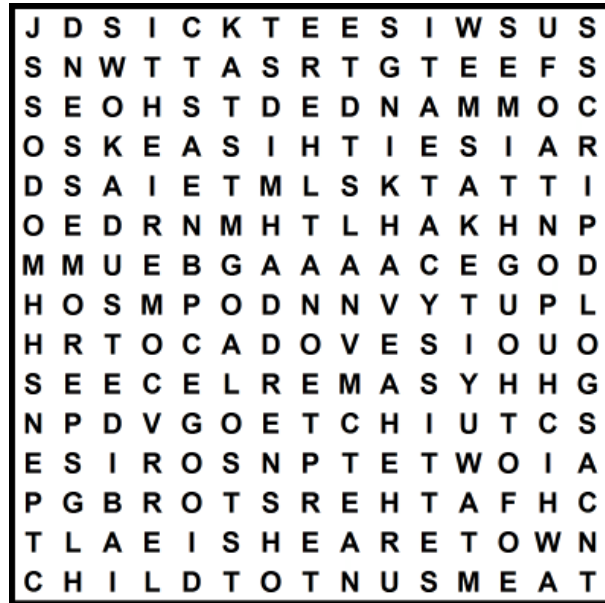 J D S I C K T E E S I W S U S
S N W T T A S R T G T E E F S
S E O H S T D E D N A M M O C
O S K E A S I H T I E S I A R
D S A I E T M L S K T A T T I
O E D R N M H T L H A K H N P
M M U E B G A A A A C E G O D
H O S M P O D N N V Y T U P L
H R T O C A D O V E S I O U O
S E E C E L R E M A S Y H H G
N P D V G O E T C H I U T C S
E S I R O S N P T E T W O I A
P G B R O T S R E H T A F H C
T L A E I S H E A R E T O W N
C H I L D T O T N U S M E A T